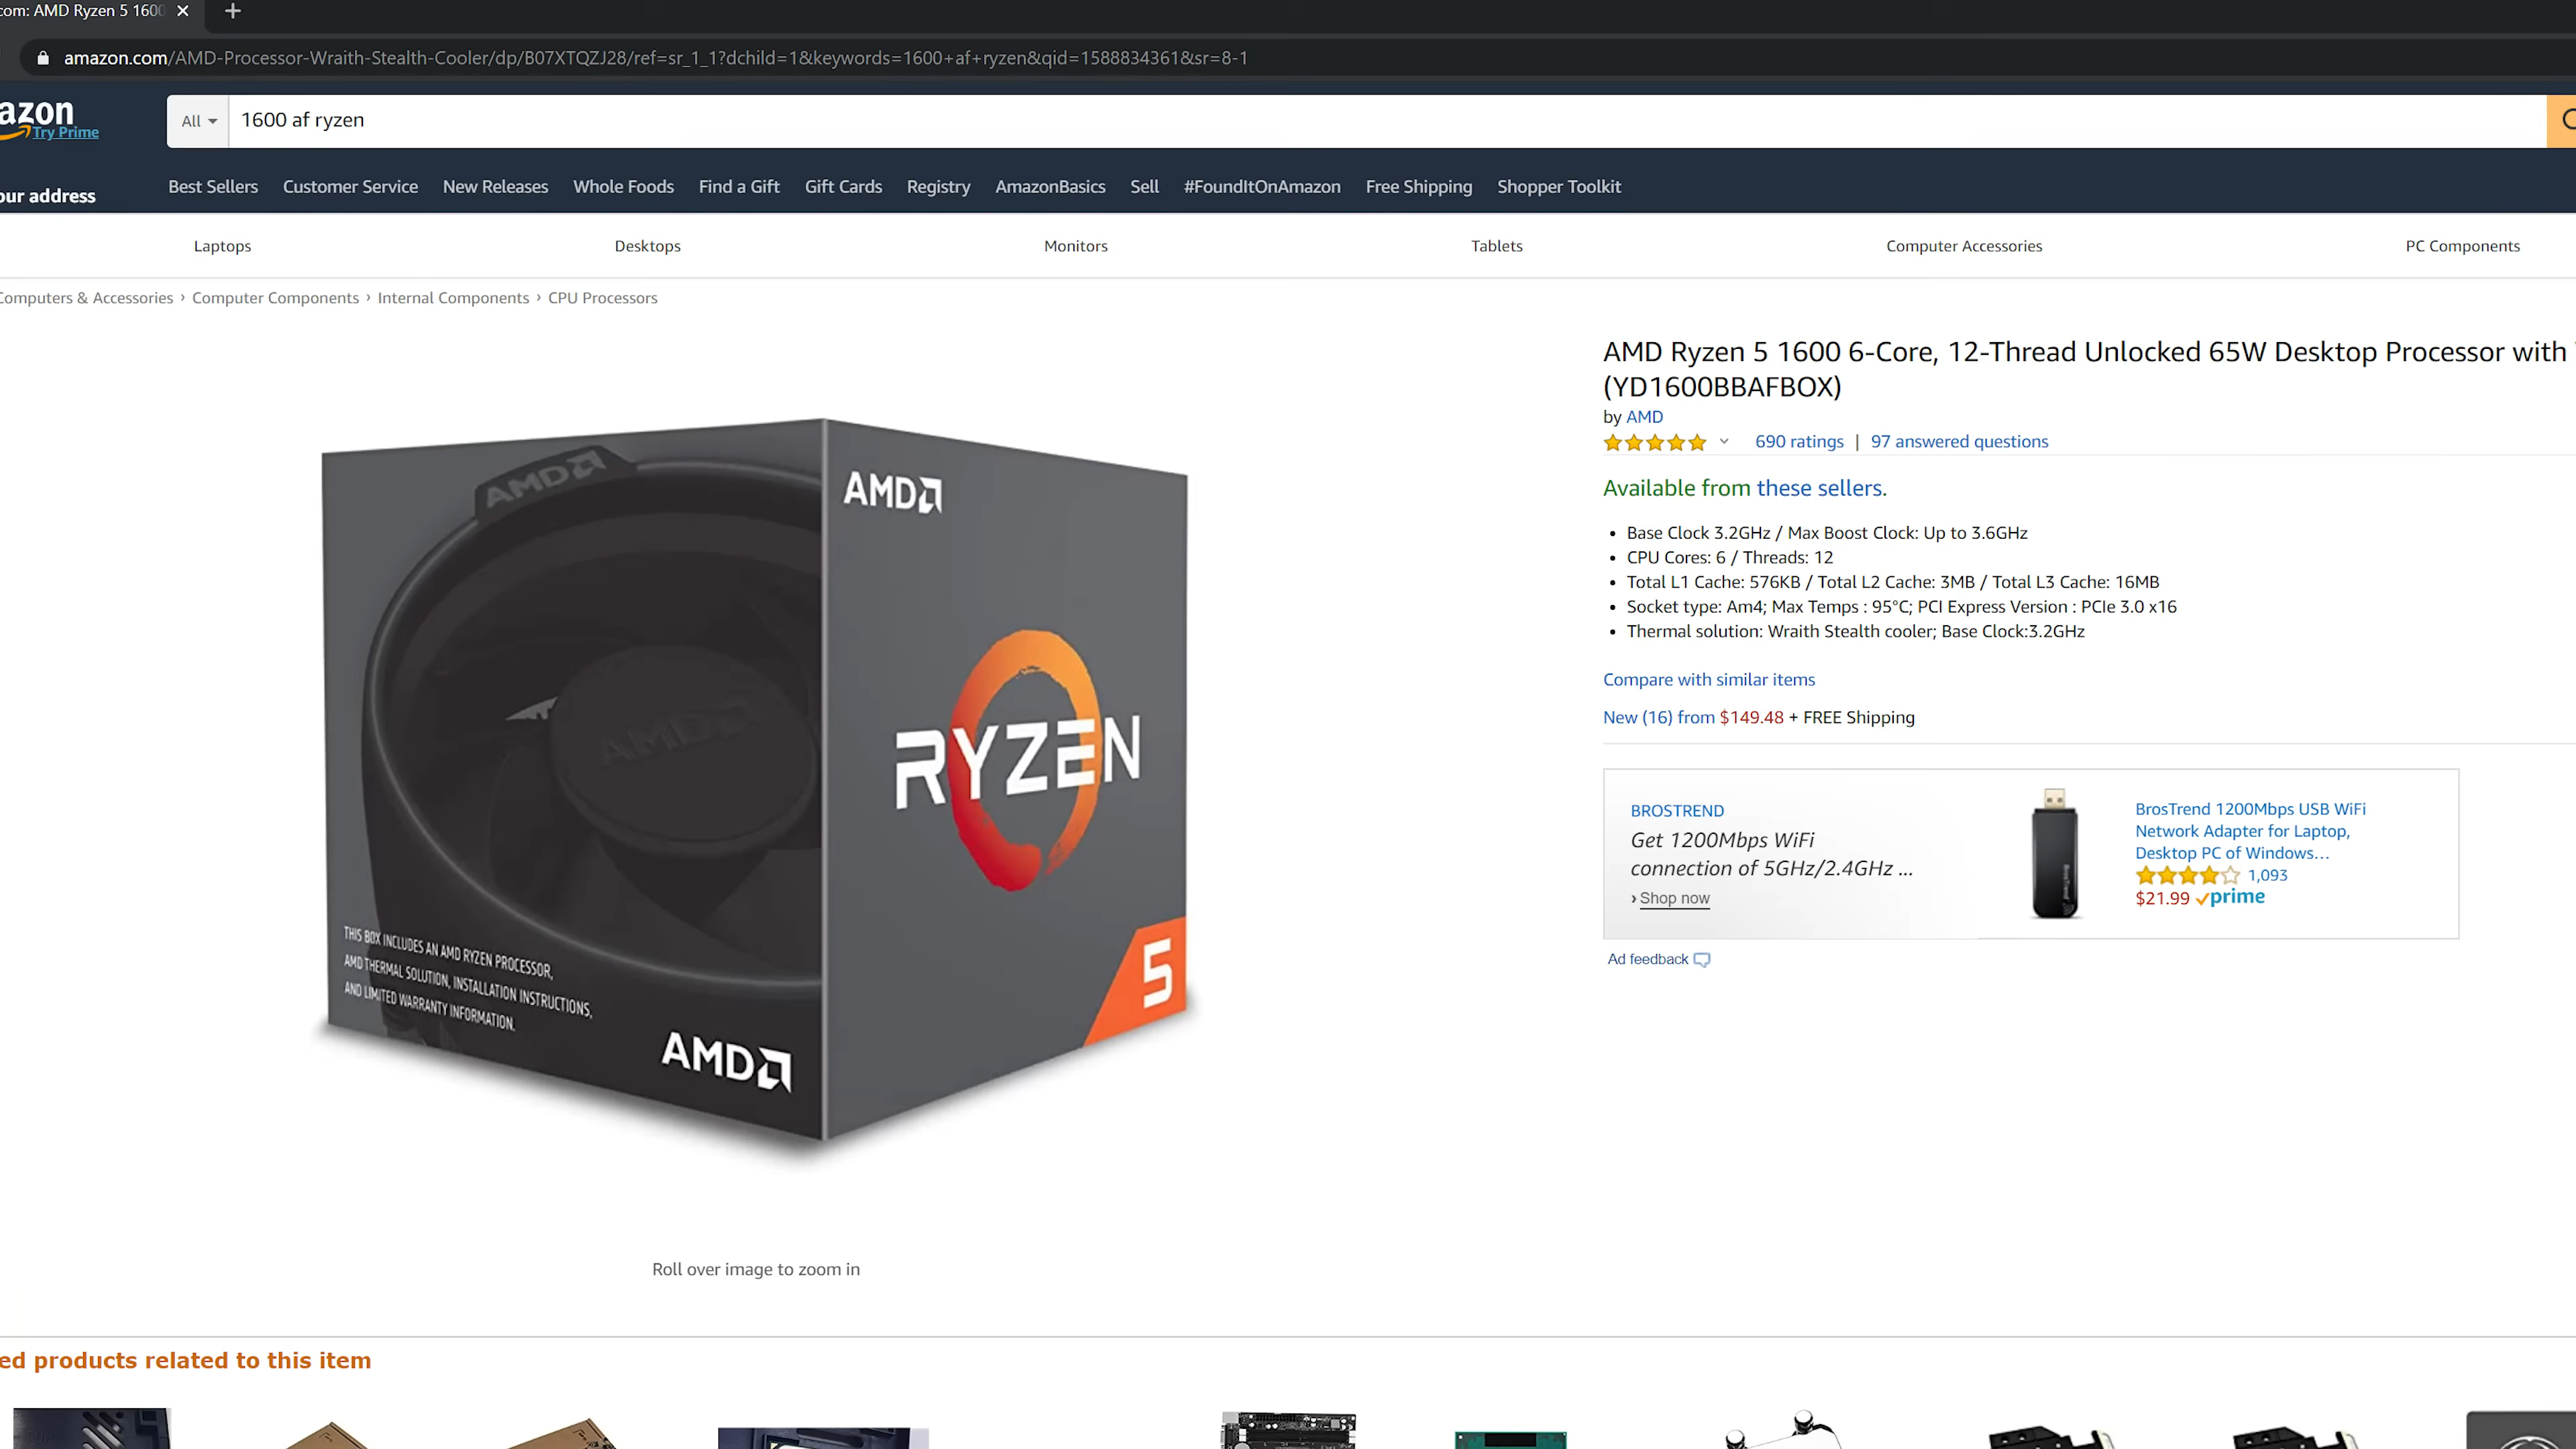 com: AMD Ryzen 5 1600
amazon.com/AMD-Processor-Wraith-Stealth-Cooler/dp/B07XTQZJ28/ref=sr_1_1?dchild=1&keywords=1600+af+ryzen&qid=1588834361&sr=8-1
azon
Try Prime
All
1600 af ryzen
our address
Best Sellers Customer Service New Releases Whole Foods Find a Gift Gift Cards Registry AmazonBasics Sell #FoundItOnAmazon Free Shipping Shopper Toolkit
Laptops Desktops Monitors Tablets Computer Accessories PC Components
Computers & Accessories › Computer Components › Internal Components › CPU Processors
AMD Ryzen 5 1600 6-Core, 12-Thread Unlocked 65W Desktop Processor with
(YD1600BBAFBOX)
by AMD
690 ratings | 97 answered questions
Available from these sellers.
• Base Clock 3.2GHz / Max Boost Clock: Up to 3.6GHz
• CPU Cores: 6 / Threads: 12
• Total L1 Cache: 576KB / Total L2 Cache: 3MB / Total L3 Cache: 16MB
• Socket type: Am4; Max Temps : 95°C; PCI Express Version : PCIe 3.0 x16
• Thermal solution: Wraith Stealth cooler; Base Clock:3.2GHz
Compare with similar items
New (16) from $149.48 + FREE Shipping
BROSTREND
Get 1200Mbps WiFi
connection of 5GHz/2.4GHz ...
› Shop now
BrosTrend
BrosTrend 1200Mbps USB WiFi
Network Adapter for Laptop,
Desktop PC of Windows...
1,093
$21.99 prime
Ad feedback
AMD
AMD
AMD
RYZEN
5
THIS BOX INCLUDES AN AMD RYZEN PROCESSOR,
AMD THERMAL SOLUTION, INSTALLATION INSTRUCTIONS,
AND LIMITED WARRANTY INFORMATION.
AMD
Roll over image to zoom in
ed products related to this item